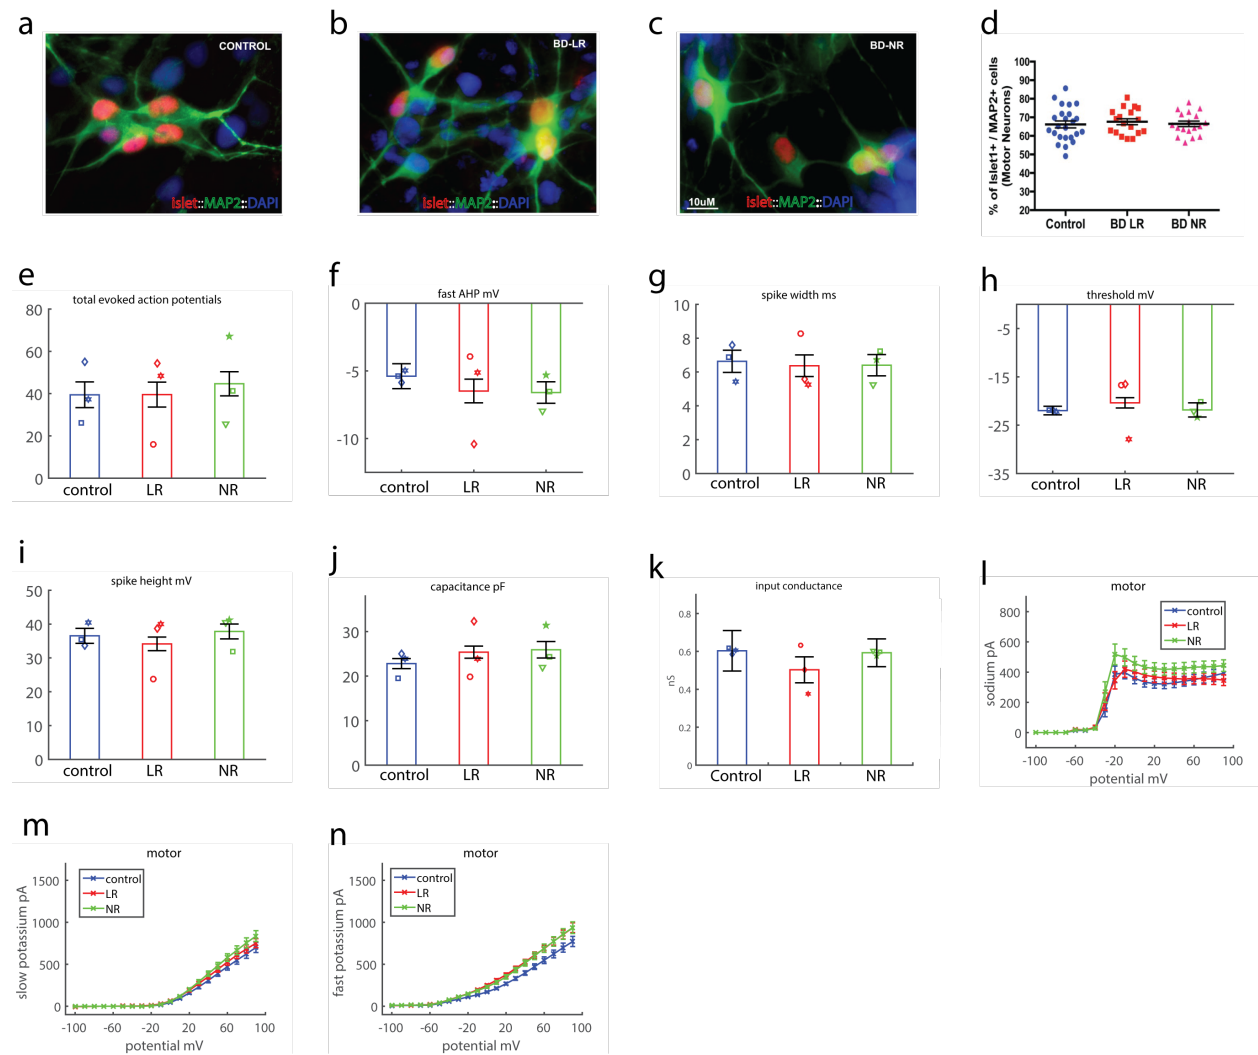 a
CONTROL
islet::MAP2::DAPI
b
BD-LR
islet::MAP2::DAPI
c
BD-NR
10uM
islet::MAP2::DAPI
d
% of Islet1+ / MAP2+ cells
(Motor Neurons)
100
90
80
70
60
50
40
30
20
Control BD LR BD NR
e
total evoked action potentials
80
60
40
20
0
control LR NR
f
fast AHP mV
0
-5
-10
control LR NR
g
spike width ms
10
8
6
4
2
0
control LR NR
h
threshold mV
-5
-15
-25
-35
control LR NR
i
spike height mV
50
40
30
20
10
0
control LR NR
j
capacitance pF
30
20
10
0
control LR NR
k
input conductance
nS
0.8
0.6
0.4
0.2
0
Control LR NR
l
motor
control
LR
NR
sodium pA
800
600
400
200
0
-100 -60 -20 20 60 100
potential mV
m
motor
control
LR
NR
slow potassium pA
1500
1000
500
0
-100 -60 -20 20 60 100
potential mV
n
motor
control
LR
NR
fast potassium pA
1500
1000
500
0
-100 -60 -20 20 60 100
potential mV